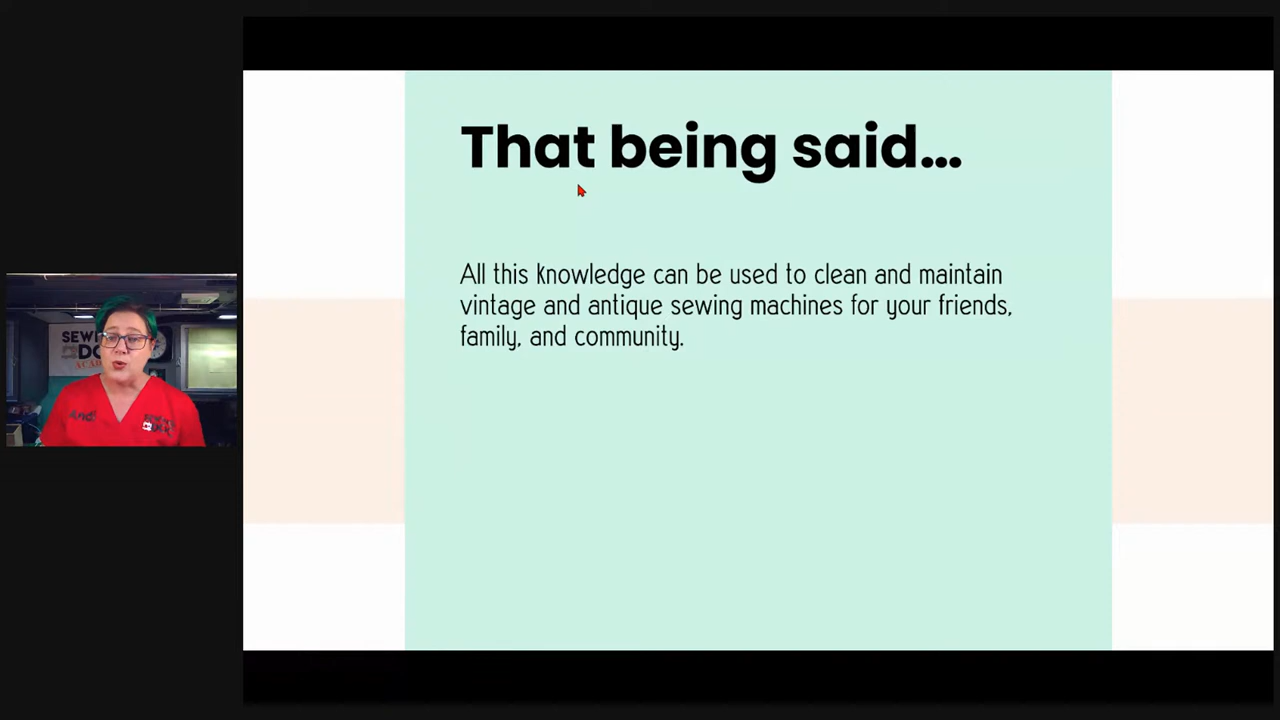 That being said...
All this knowledge can be used to clean and maintain
vintage and antique sewing machines for your friends,
family, and community.